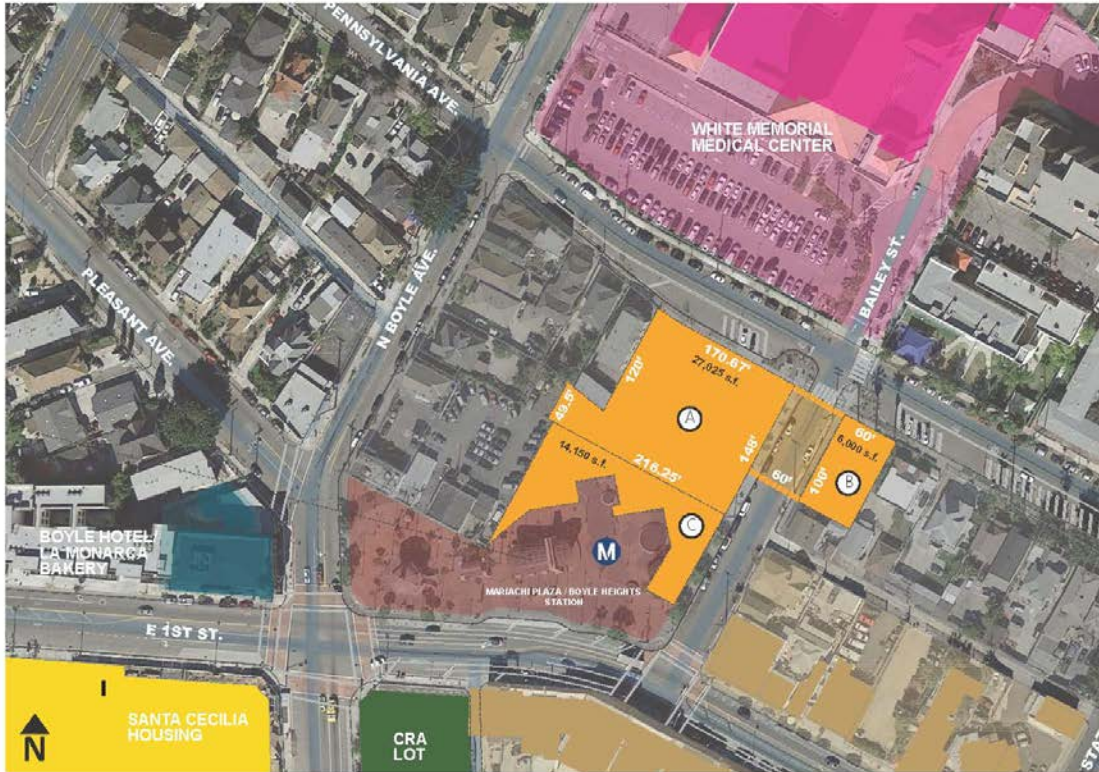 PENNSYLVANIA AVE.
WHITE MEMORIAL
MEDICAL CENTER
BAILEY ST.
N BOYLE AVE.
PLEASANT AVE.
170.67'
27,025 s.f.
120'
49.5'
A
14,150 s.f.
216.25'
148'
60'
6,000 s.f.
60'
100'
B
C
M
MARIACHI PLAZA / BOYLE HEIGHTS
STATION
BOYLE HOTEL/
LA MONARCA
BAKERY
E 1ST ST.
SANTA CECILIA
HOUSING
CRA
LOT
N